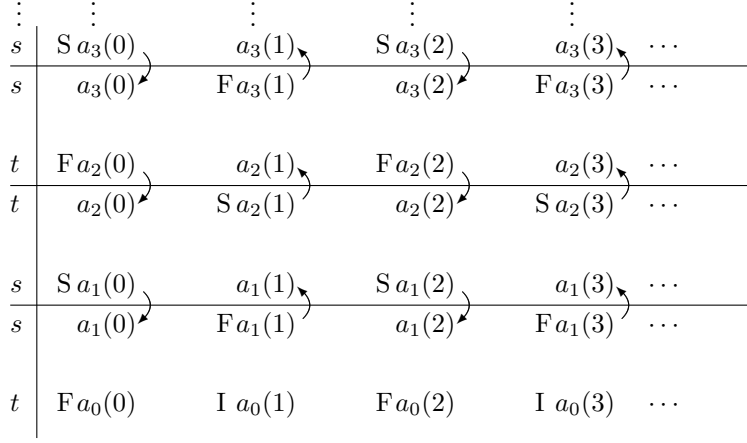 ⋮ ⋮ ⋮ ⋮ ⋮
s S a₃(0) a₃(1) S a₃(2) a₃(3) ⋯
s a₃(0) F a₃(1) a₃(2) F a₃(3) ⋯
t F a₂(0) a₂(1) F a₂(2) a₂(3) ⋯
t a₂(0) S a₂(1) a₂(2) S a₂(3) ⋯
s S a₁(0) a₁(1) S a₁(2) a₁(3) ⋯
s a₁(0) F a₁(1) a₁(2) F a₁(3) ⋯
t F a₀(0) I a₀(1) F a₀(2) I a₀(3) ⋯